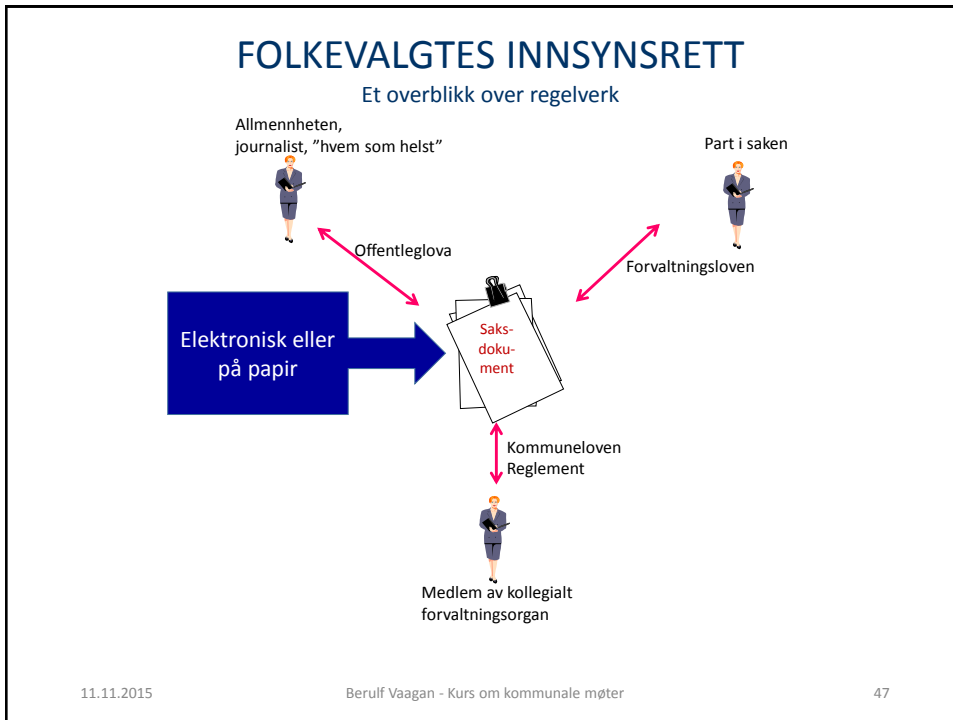 FOLKEVALGTES INNSYNSRETT
Et overblikk over regelverk
Allmennheten,
journalist, ”hvem som helst”
Part i saken
Offentleglova
Forvaltningsloven
Elektronisk eller
på papir
Saks-
doku-
ment
Kommuneloven
Reglement
Medlem av kollegialt
forvaltningsorgan
11.11.2015
Berulf Vaagan - Kurs om kommunale møter
47